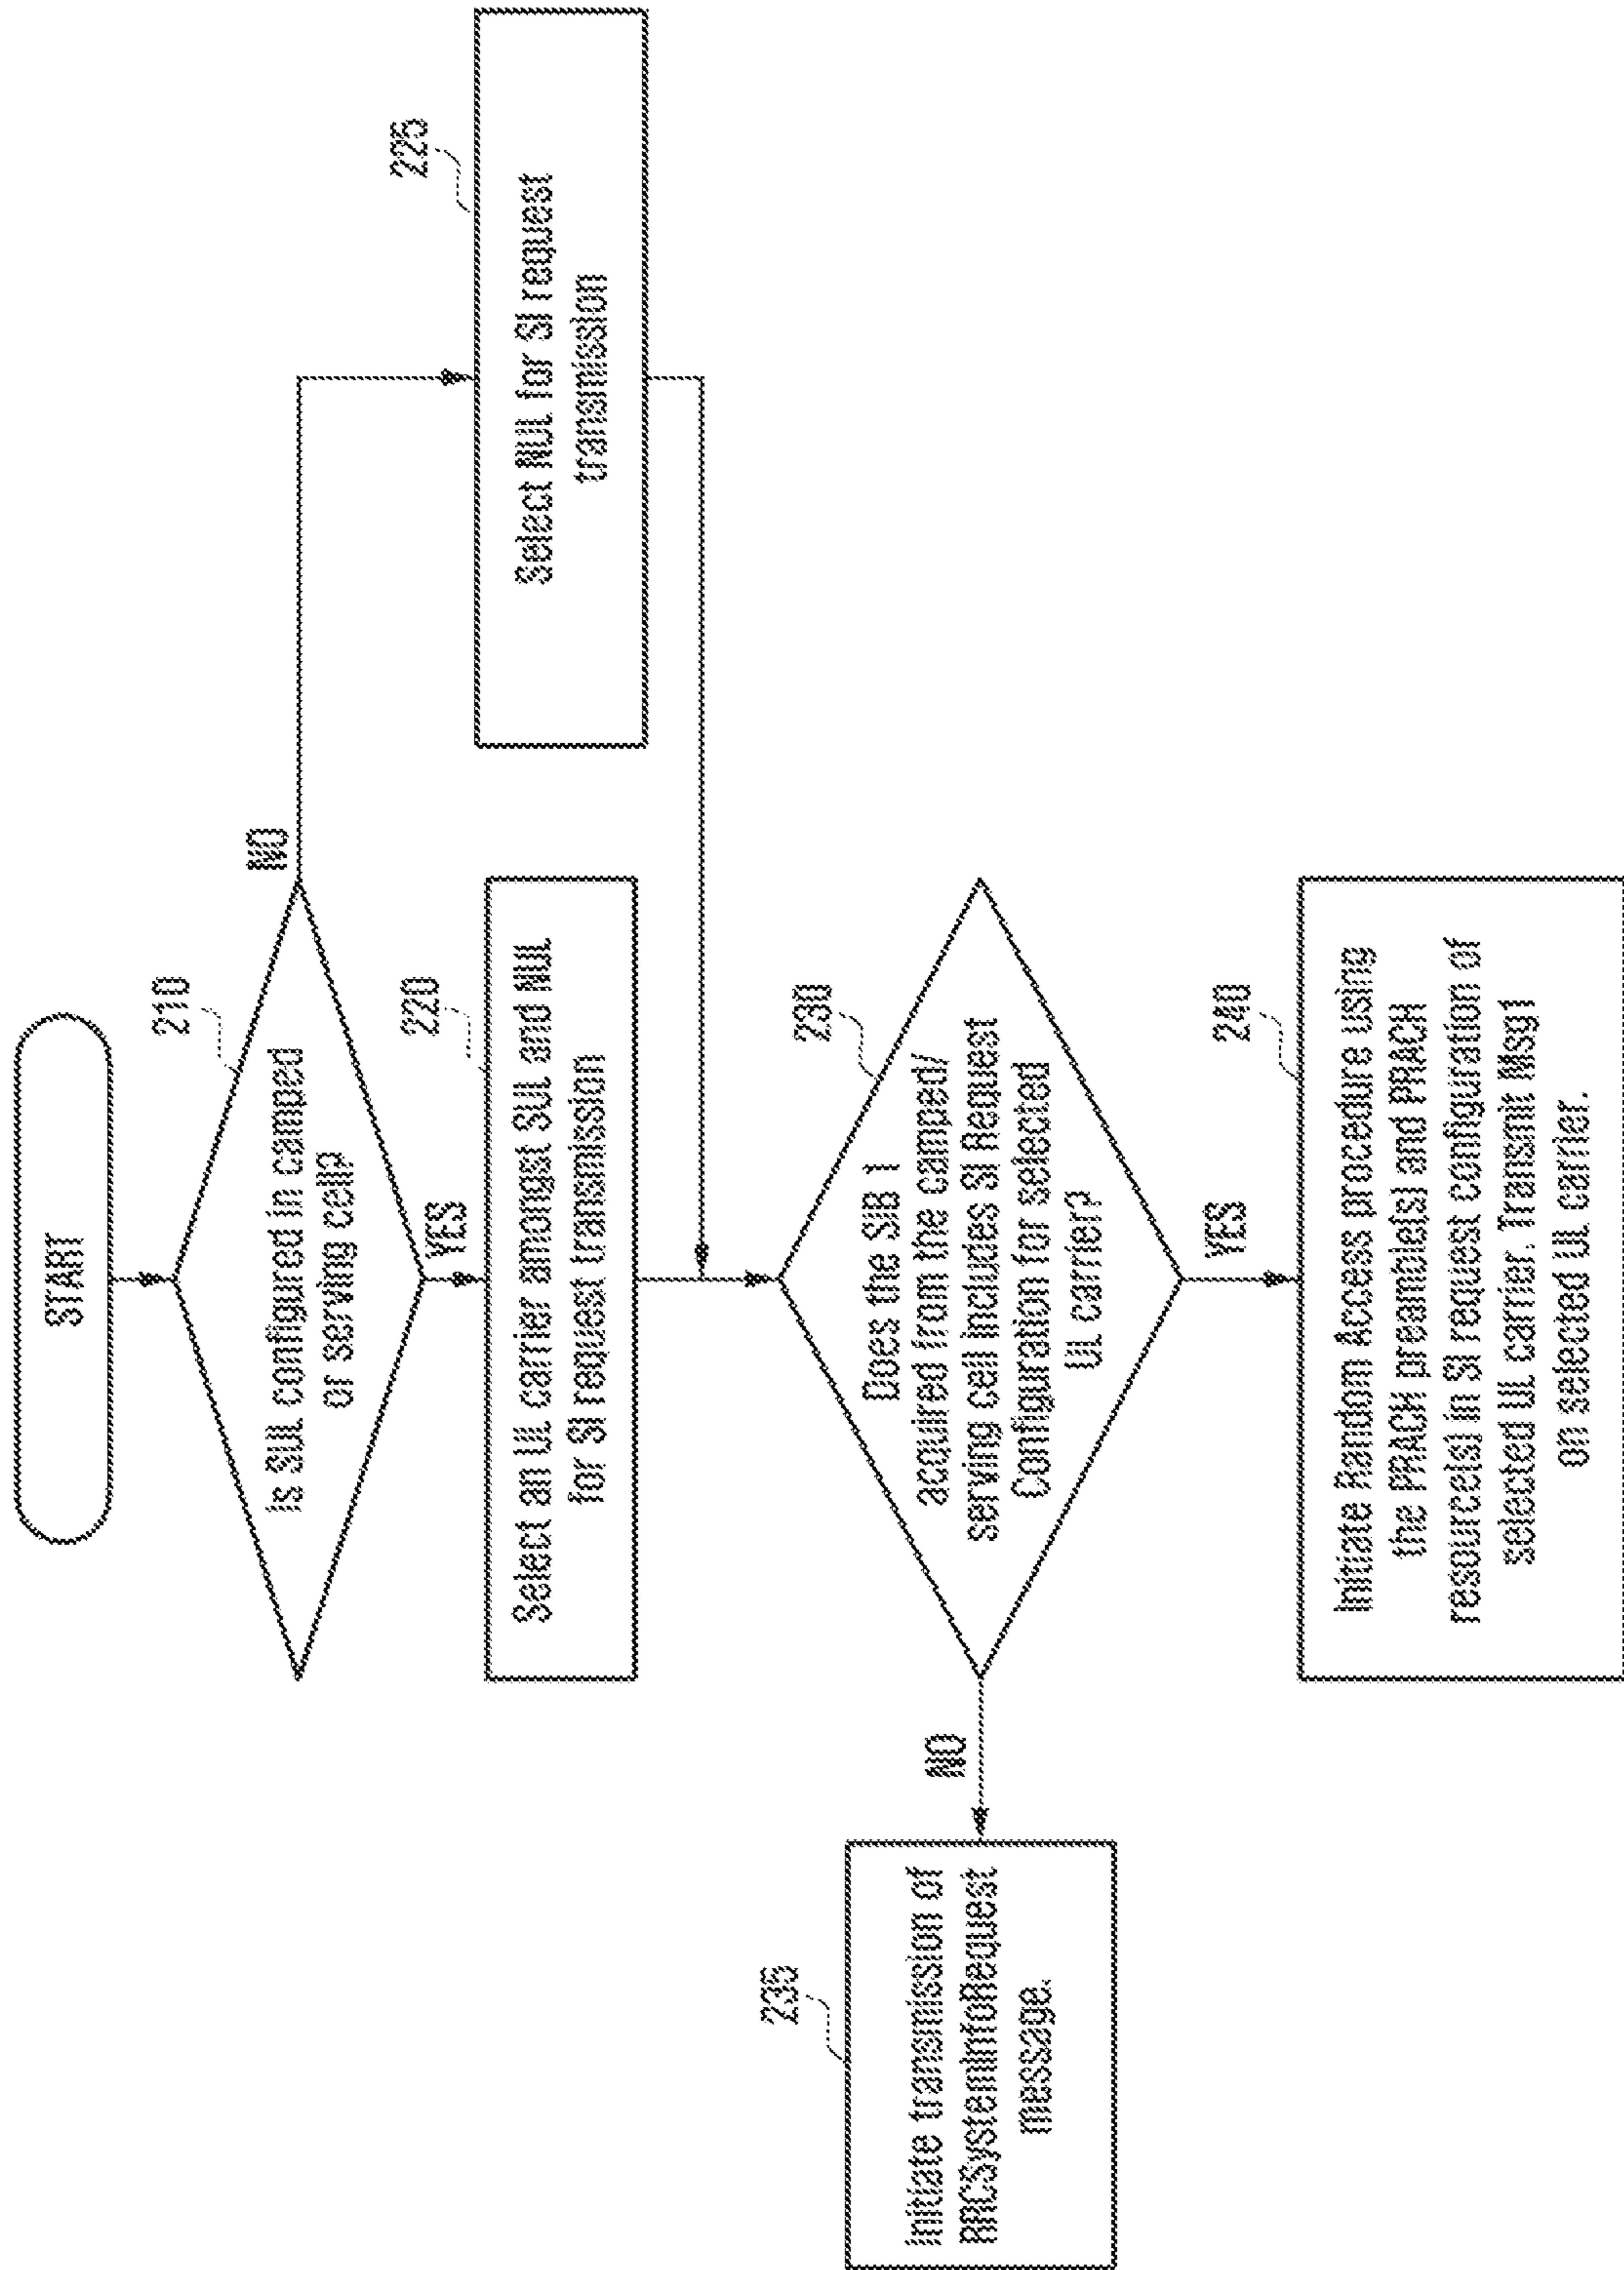 START
210
Is SUL configured in camped
or serving cell?
NO
YES
220
Select an UL carrier amongst SUL and NUL
for SI request transmission
225
Select NUL for SI request
transmission
230
Does the SIB 1
acquired from the camped/
serving cell includes SI Request
Configuration for selected
UL carrier?
NO
YES
235
Initiate transmission of
RRCSystemInfoRequest
message.
240
Initiate Random Access procedure using
the PRACH preamble(s) and PRACH
resource(s) in SI request configuration of
selected UL carrier. Transmit Msg1
on selected UL carrier.